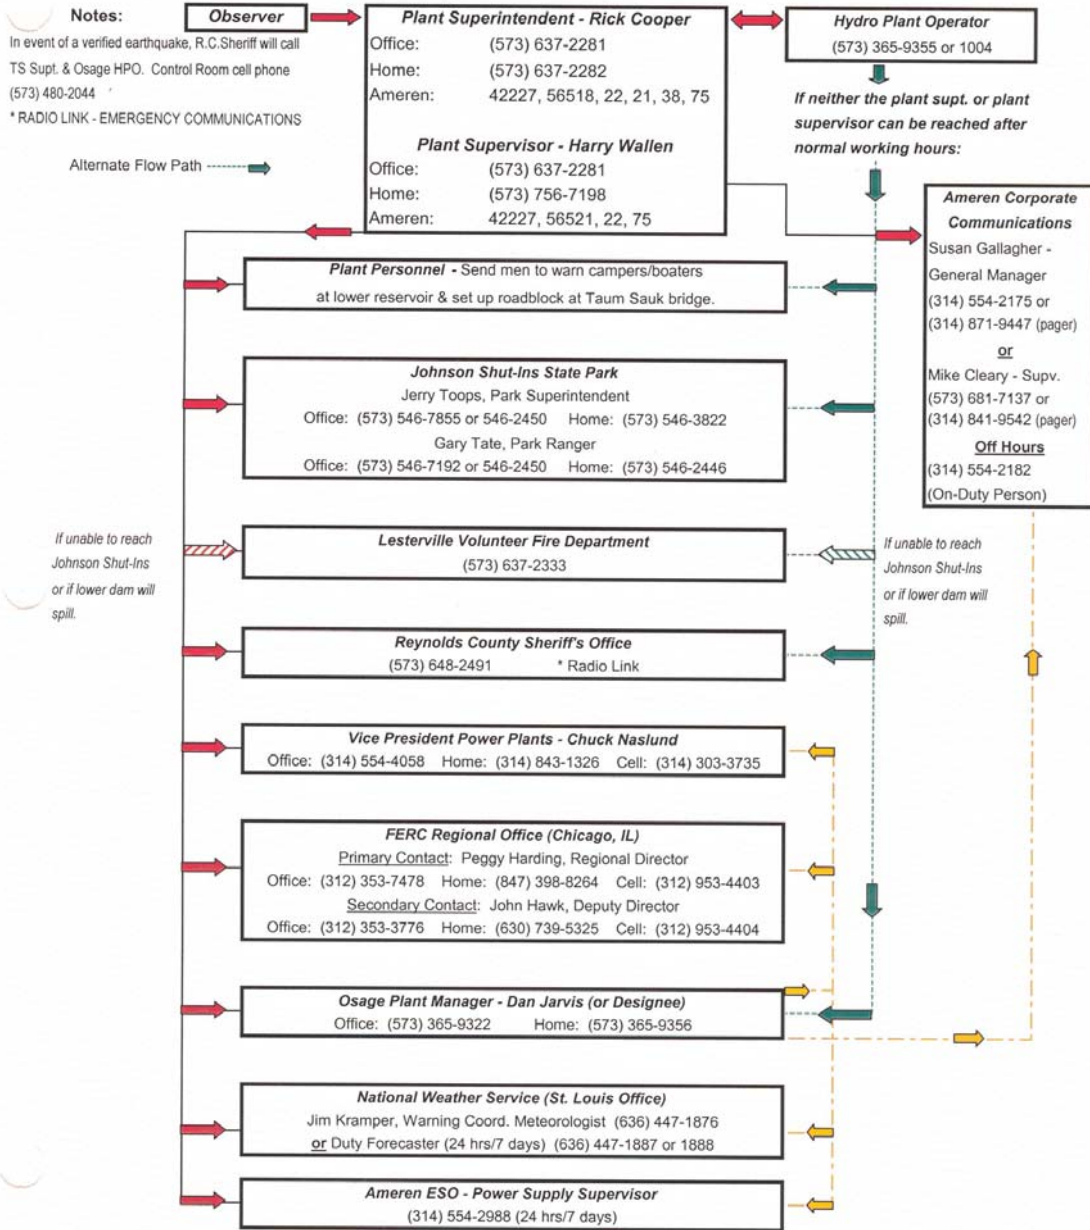 Notes:
In event of a verified earthquake, R.C.Sheriff will call
TS Supt. & Osage HPO. Control Room cell phone
(573) 480-2044
* RADIO LINK - EMERGENCY COMMUNICATIONS
Alternate Flow Path
Observer
Plant Superintendent - Rick Cooper
Office: (573) 637-2281
Home: (573) 637-2282
Ameren: 42227, 56518, 22, 21, 38, 75
Plant Supervisor - Harry Wallen
Office: (573) 637-2281
Home: (573) 756-7198
Ameren: 42227, 56521, 22, 75
Hydro Plant Operator
(573) 365-9355 or 1004
If neither the plant supt. or plant
supervisor can be reached after
normal working hours:
Ameren Corporate
Communications
Susan Gallagher -
General Manager
(314) 554-2175 or
(314) 871-9447 (pager)
or
Mike Cleary - Supv.
(573) 681-7137 or
(314) 841-9542 (pager)
Off Hours
(314) 554-2182
(On-Duty Person)
Plant Personnel - Send men to warn campers/boaters
at lower reservoir & set up roadblock at Taum Sauk bridge.
Johnson Shut-Ins State Park
Jerry Toops, Park Superintendent
Office: (573) 546-7855 or 546-2450 Home: (573) 546-3822
Gary Tate, Park Ranger
Office: (573) 546-7192 or 546-2450 Home: (573) 546-2446
If unable to reach
Johnson Shut-Ins
or if lower dam will
spill.
Lesterville Volunteer Fire Department
(573) 637-2333
If unable to reach
Johnson Shut-Ins
or if lower dam will
spill.
Reynolds County Sheriff's Office
(573) 648-2491 * Radio Link
Vice President Power Plants - Chuck Naslund
Office: (314) 554-4058 Home: (314) 843-1326 Cell: (314) 303-3735
FERC Regional Office (Chicago, IL)
Primary Contact: Peggy Harding, Regional Director
Office: (312) 353-7478 Home: (847) 398-8264 Cell: (312) 953-4403
Secondary Contact: John Hawk, Deputy Director
Office: (312) 353-3776 Home: (630) 739-5325 Cell: (312) 953-4404
Osage Plant Manager - Dan Jarvis (or Designee)
Office: (573) 365-9322 Home: (573) 365-9356
National Weather Service (St. Louis Office)
Jim Kramper, Warning Coord. Meteorologist (636) 447-1876
or Duty Forecaster (24 hrs/7 days) (636) 447-1887 or 1888
Ameren ESO - Power Supply Supervisor
(314) 554-2988 (24 hrs/7 days)